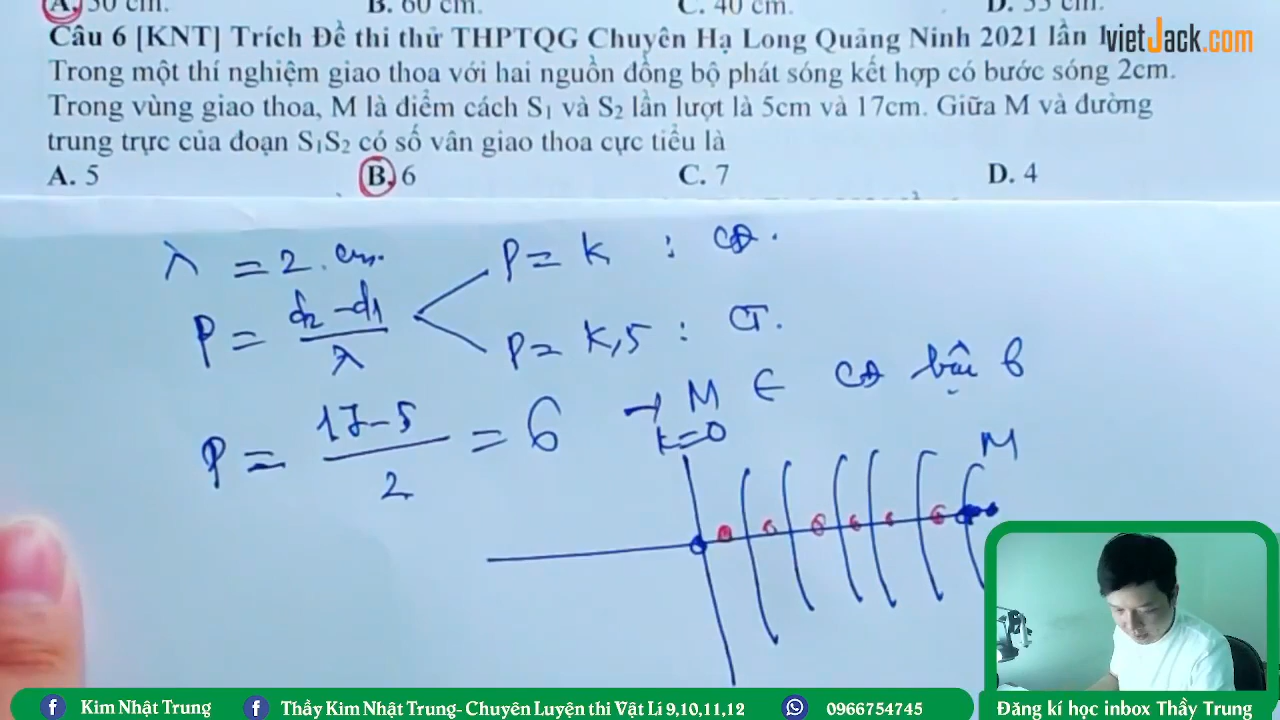 A. 30 cm. B. 60 cm. C. 40 cm. D. 55 cm.
Câu 6 [KNT] Trích Đề thi thử THPTQG Chuyên Hạ Long Quảng Ninh 2021 lần 1
vietJack.com
Trong một thí nghiệm giao thoa với hai nguồn đồng bộ phát sóng kết hợp có bước sóng 2cm.
Trong vùng giao thoa, M là điểm cách S₁ và S₂ lần lượt là 5cm và 17cm. Giữa M và đường
trung trực của đoạn S₁S₂ có số vân giao thoa cực tiểu là
A. 5 B. 6 C. 7 D. 4
λ = 2 cm.
P = k : CĐ.
P = (d2 - d1)/λ
P = k,5 : CT.
P = (17-5)/2 = 6 → M ∈ CĐ bậc 6
k=0
M
Kim Nhật Trung
Thầy Kim Nhật Trung- Chuyên Luyện thi Vật Lí 9,10,11,12
0966754745
Đăng kí học inbox Thầy Trung